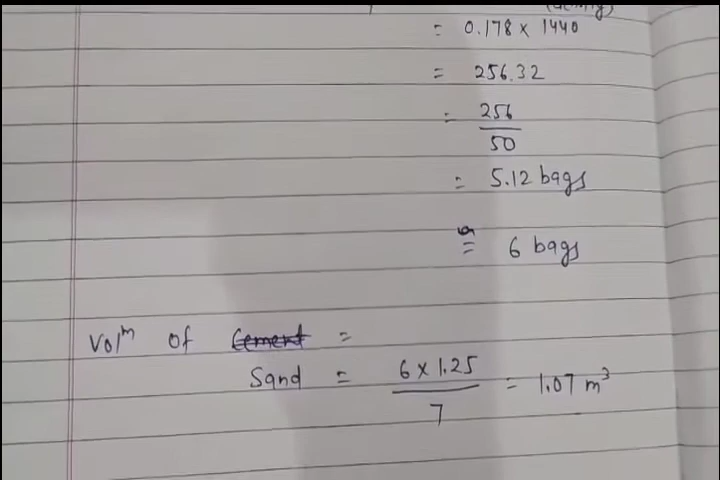 = 0.178 × 1440
= 256.32
= 256
50
= 5.12 bags
≅ 6 bags
Volᵐ of Cement =
Sand = 6 × 1.25 = 1.07 m³
7